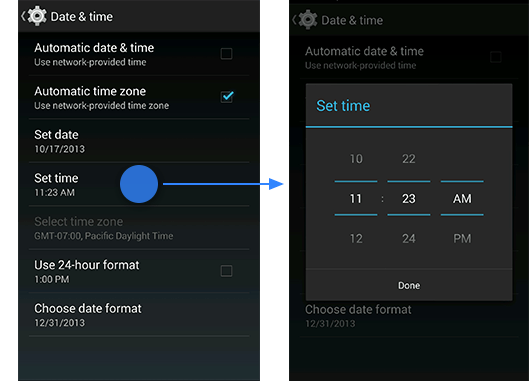 Date & time
Automatic date & time
Use network-provided time
Automatic time zone
Use network-provided time zone
Set date
10/17/2013
Set time
11:23 AM
Select time zone
GMT-07:00, Pacific Daylight Time
Use 24-hour format
1:00 PM
Choose date format
12/31/2013
Date & time
Automatic date & time
Use network-provided time
Set time
10 22
11 : 23 AM
12 24 PM
Done
Choose date format
12/31/2013